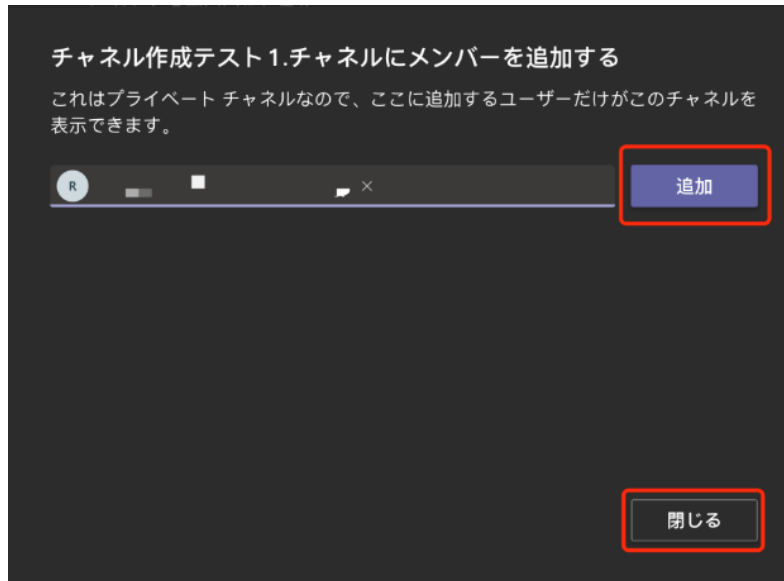 チャネル作成テスト1.チャネルにメンバーを追加する
これはプライベート チャネルなので、ここに追加するユーザーだけがこのチャネルを
表示できます。
R
追加
閉じる